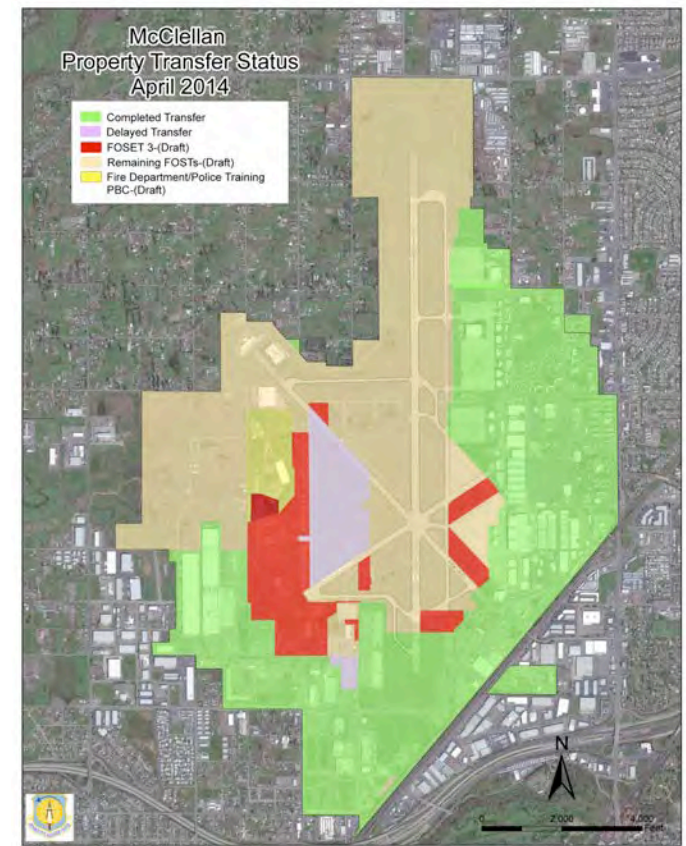 McClellan
Property Transfer Status
April 2014
Completed Transfer
Delayed Transfer
FOSET 3-(Draft)
Remaining FOSTs-(Draft)
Fire Department/Police Training
PBC-(Draft)
N
0 2,000 4,000
Feet